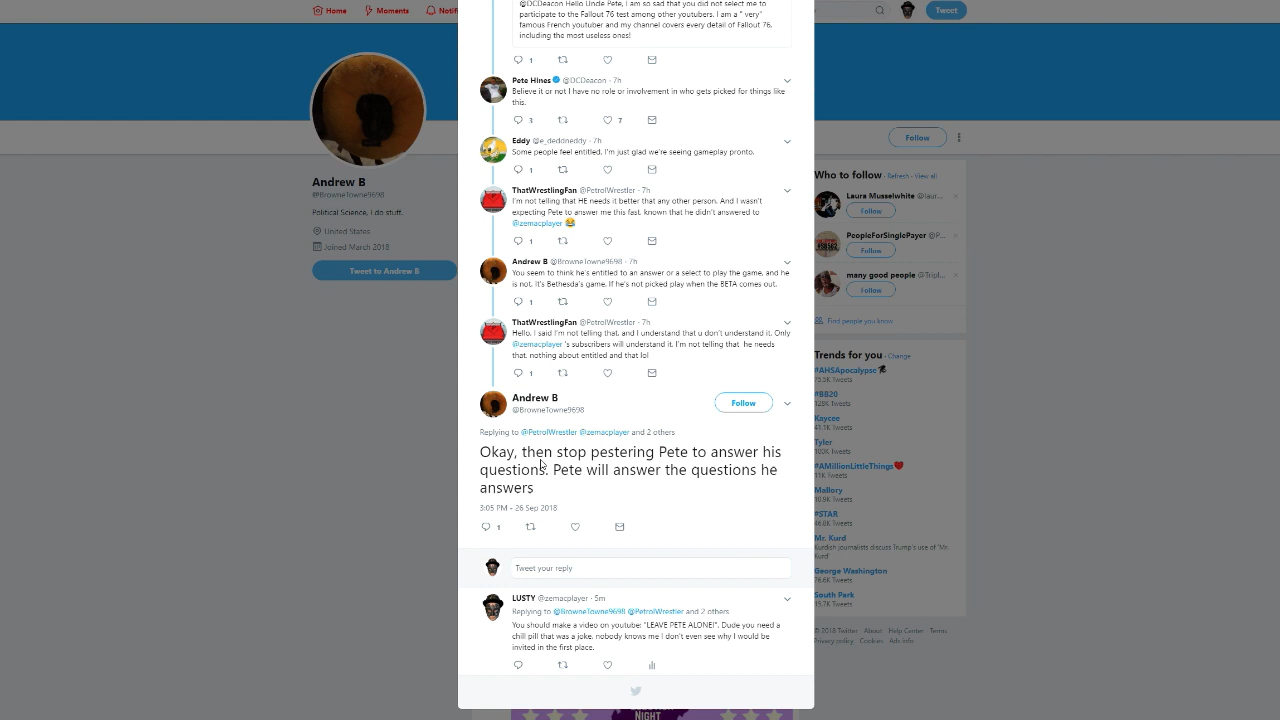 Home
Moments
Tweet
@DCDeacon Hello Uncle Pete, I am so sad that you did not select me to
participate to the Fallout 76 test among other youtubers. I am a " very"
famous French youtuber and my channel covers every detail of Fallout 76,
including the most useless ones!
1
Pete Hines @DCDeacon · 7h
Believe it or not I have no role or involvement in who gets picked for things like
this.
3 7
Eddy @e_deddneddy · 7h
Some people feel entitled. I'm just glad we're seeing gameplay pronto.
1
ThatWrestlingFan @PetrolWrestler · 7h
I'm not telling that HE needs it better that any other person. And I wasn't
expecting Pete to answer me this fast, known that he didn't answered to
@zemacplayer 😂
1
Andrew B @BrowneTowne9698 · 7h
You seem to think he's entitled to an answer or a select to play the game, and he
is not. It's Bethesda's game. If he's not picked play when the BETA comes out.
1
ThatWrestlingFan @PetrolWrestler · 7h
Hello. I said I'm not telling that, and I understand that u don't understand it. Only
@zemacplayer 's subscribers will understand it. I'm not telling that he needs
that, nothing about entitled and that lol
1
Andrew B
@BrowneTowne9698
Follow
Replying to @PetrolWrestler @zemacplayer and 2 others
Okay, then stop pestering Pete to answer his
questions. Pete will answer the questions he
answers
3:05 PM - 26 Sep 2018
1
Tweet your reply
LUSTY @zemacplayer · 5m
Replying to @BrowneTowne9698 @PetrolWrestler and 2 others
You should make a video on youtube: "LEAVE PETE ALONE!". Dude you need a
chill pill that was a joke, nobody knows me I don't even see why I would be
invited in the first place.
Andrew B
@BrowneTowne9698
Political Science, I do stuff.
United States
Joined March 2018
Tweet to Andrew B
Follow
Who to follow · Refresh · View all
Laura Musselwhite @laur...
Follow
PeopleForSinglePayer @P...
Follow
many good people @Tripl...
Follow
Find people you know
Trends for you · Change
#AHSApocalypse
75.5K Tweets
#BB20
128K Tweets
Kaycee
41.1K Tweets
Tyler
100K Tweets
#AMillionLittleThings
11K Tweets
Mallory
10.9K Tweets
#STAR
46.8K Tweets
Mr. Kurd
Kurdish journalists discuss Trump's use of 'Mr.
Kurd'
George Washington
76.6K Tweets
South Park
15.7K Tweets
© 2018 Twitter About Help Center Terms
Privacy policy Cookies Ads info
NIGHT